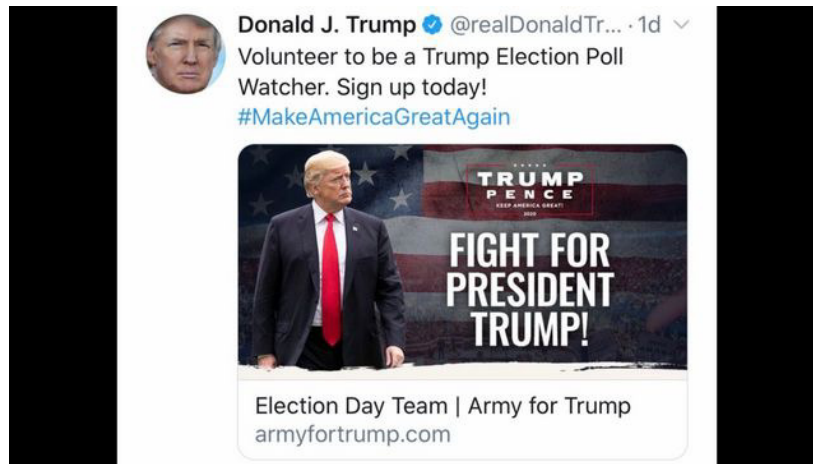 Donald J. Trump @realDonaldTr... · 1d
Volunteer to be a Trump Election Poll
Watcher. Sign up today!
#MakeAmericaGreatAgain
TRUMP
PENCE
KEEP AMERICA GREAT!
2020
FIGHT FOR
PRESIDENT
TRUMP!
Election Day Team | Army for Trump
armyfortrump.com